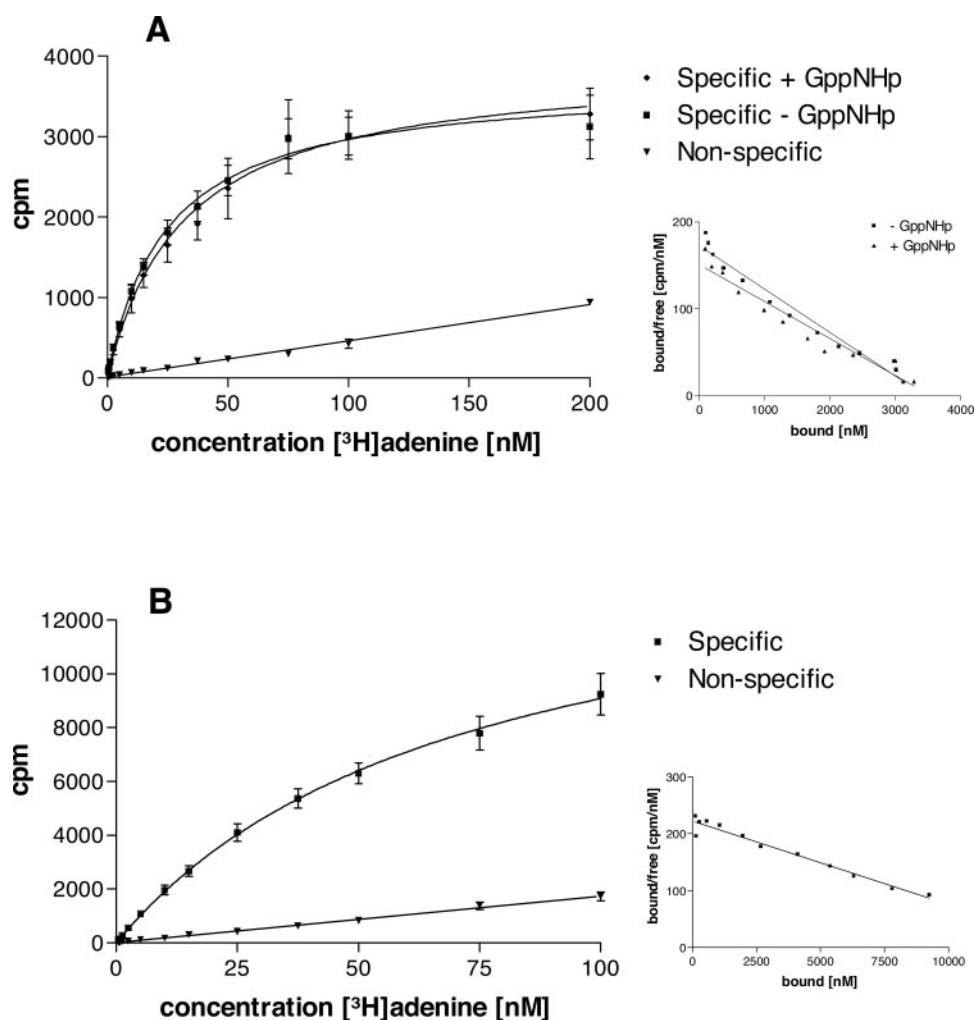 A
4000
3000
2000
1000
0
0 50 100 150 200
cpm
concentration [³H]adenine [nM]
Specific + GppNHp
Specific - GppNHp
Non-specific
200
100
0
0 1000 2000 3000 4000
bound/free [cpm/nM]
bound [nM]
- GppNHp
+ GppNHp
B
12000
10000
8000
6000
4000
2000
0
0 25 50 75 100
cpm
concentration [³H]adenine [nM]
Specific
Non-specific
300
200
100
0
0 2500 5000 7500 10000
bound/free [cpm/nM]
bound [nM]